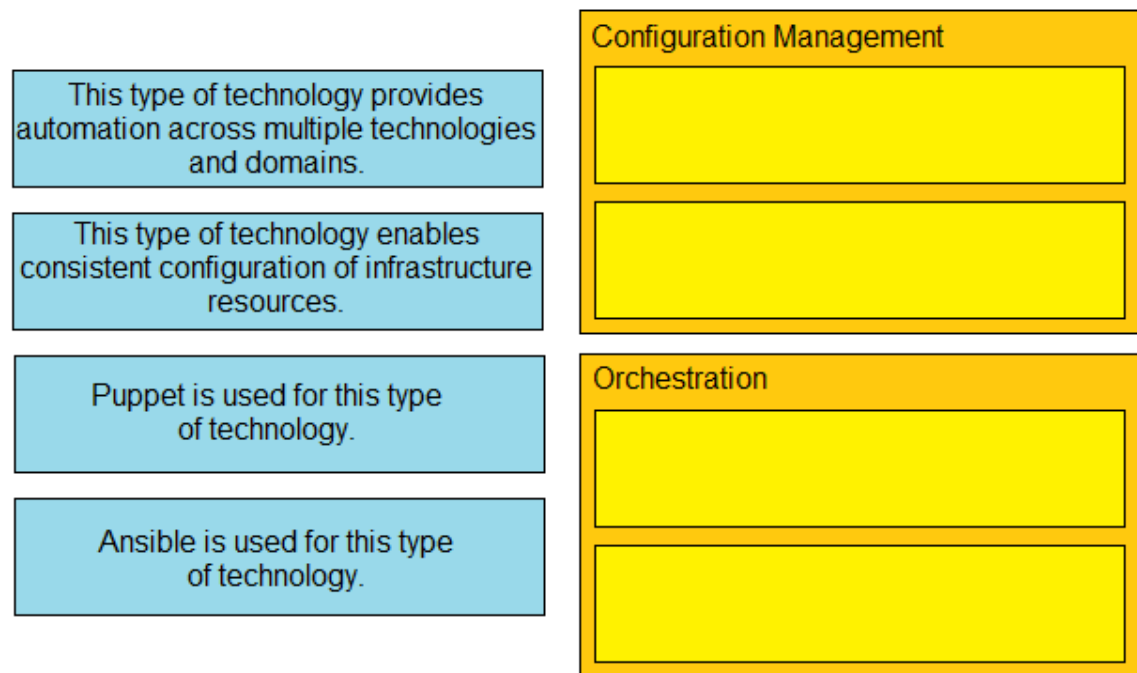 This type of technology provides
automation across multiple technologies
and domains.
This type of technology enables
consistent configuration of infrastructure
resources.
Puppet is used for this type
of technology.
Ansible is used for this type
of technology.
Configuration Management
Orchestration